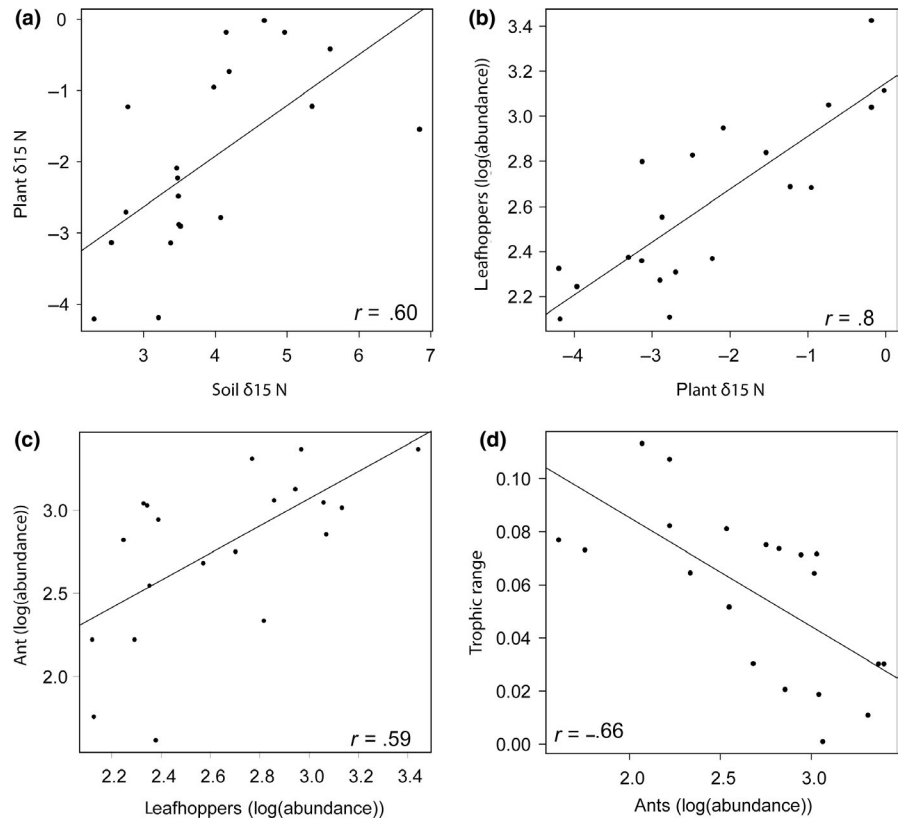 (a)
0
−1
−2
−3
−4
Plant δ15 N
r = .60
3 4 5 6 7
Soil δ15 N
(b)
3.4
3.2
3.0
2.8
2.6
2.4
2.2
Leafhoppers (log(abundance))
r = .8
−4 −3 −2 −1 0
Plant δ15 N
(c)
3.0
2.5
2.0
Ant (log(abundance))
r = .59
2.2 2.4 2.6 2.8 3.0 3.2 3.4
Leafhoppers (log(abundance))
(d)
0.10
0.08
0.06
0.04
0.02
0.00
Trophic range
r = −.66
2.0 2.5 3.0
Ants (log(abundance))